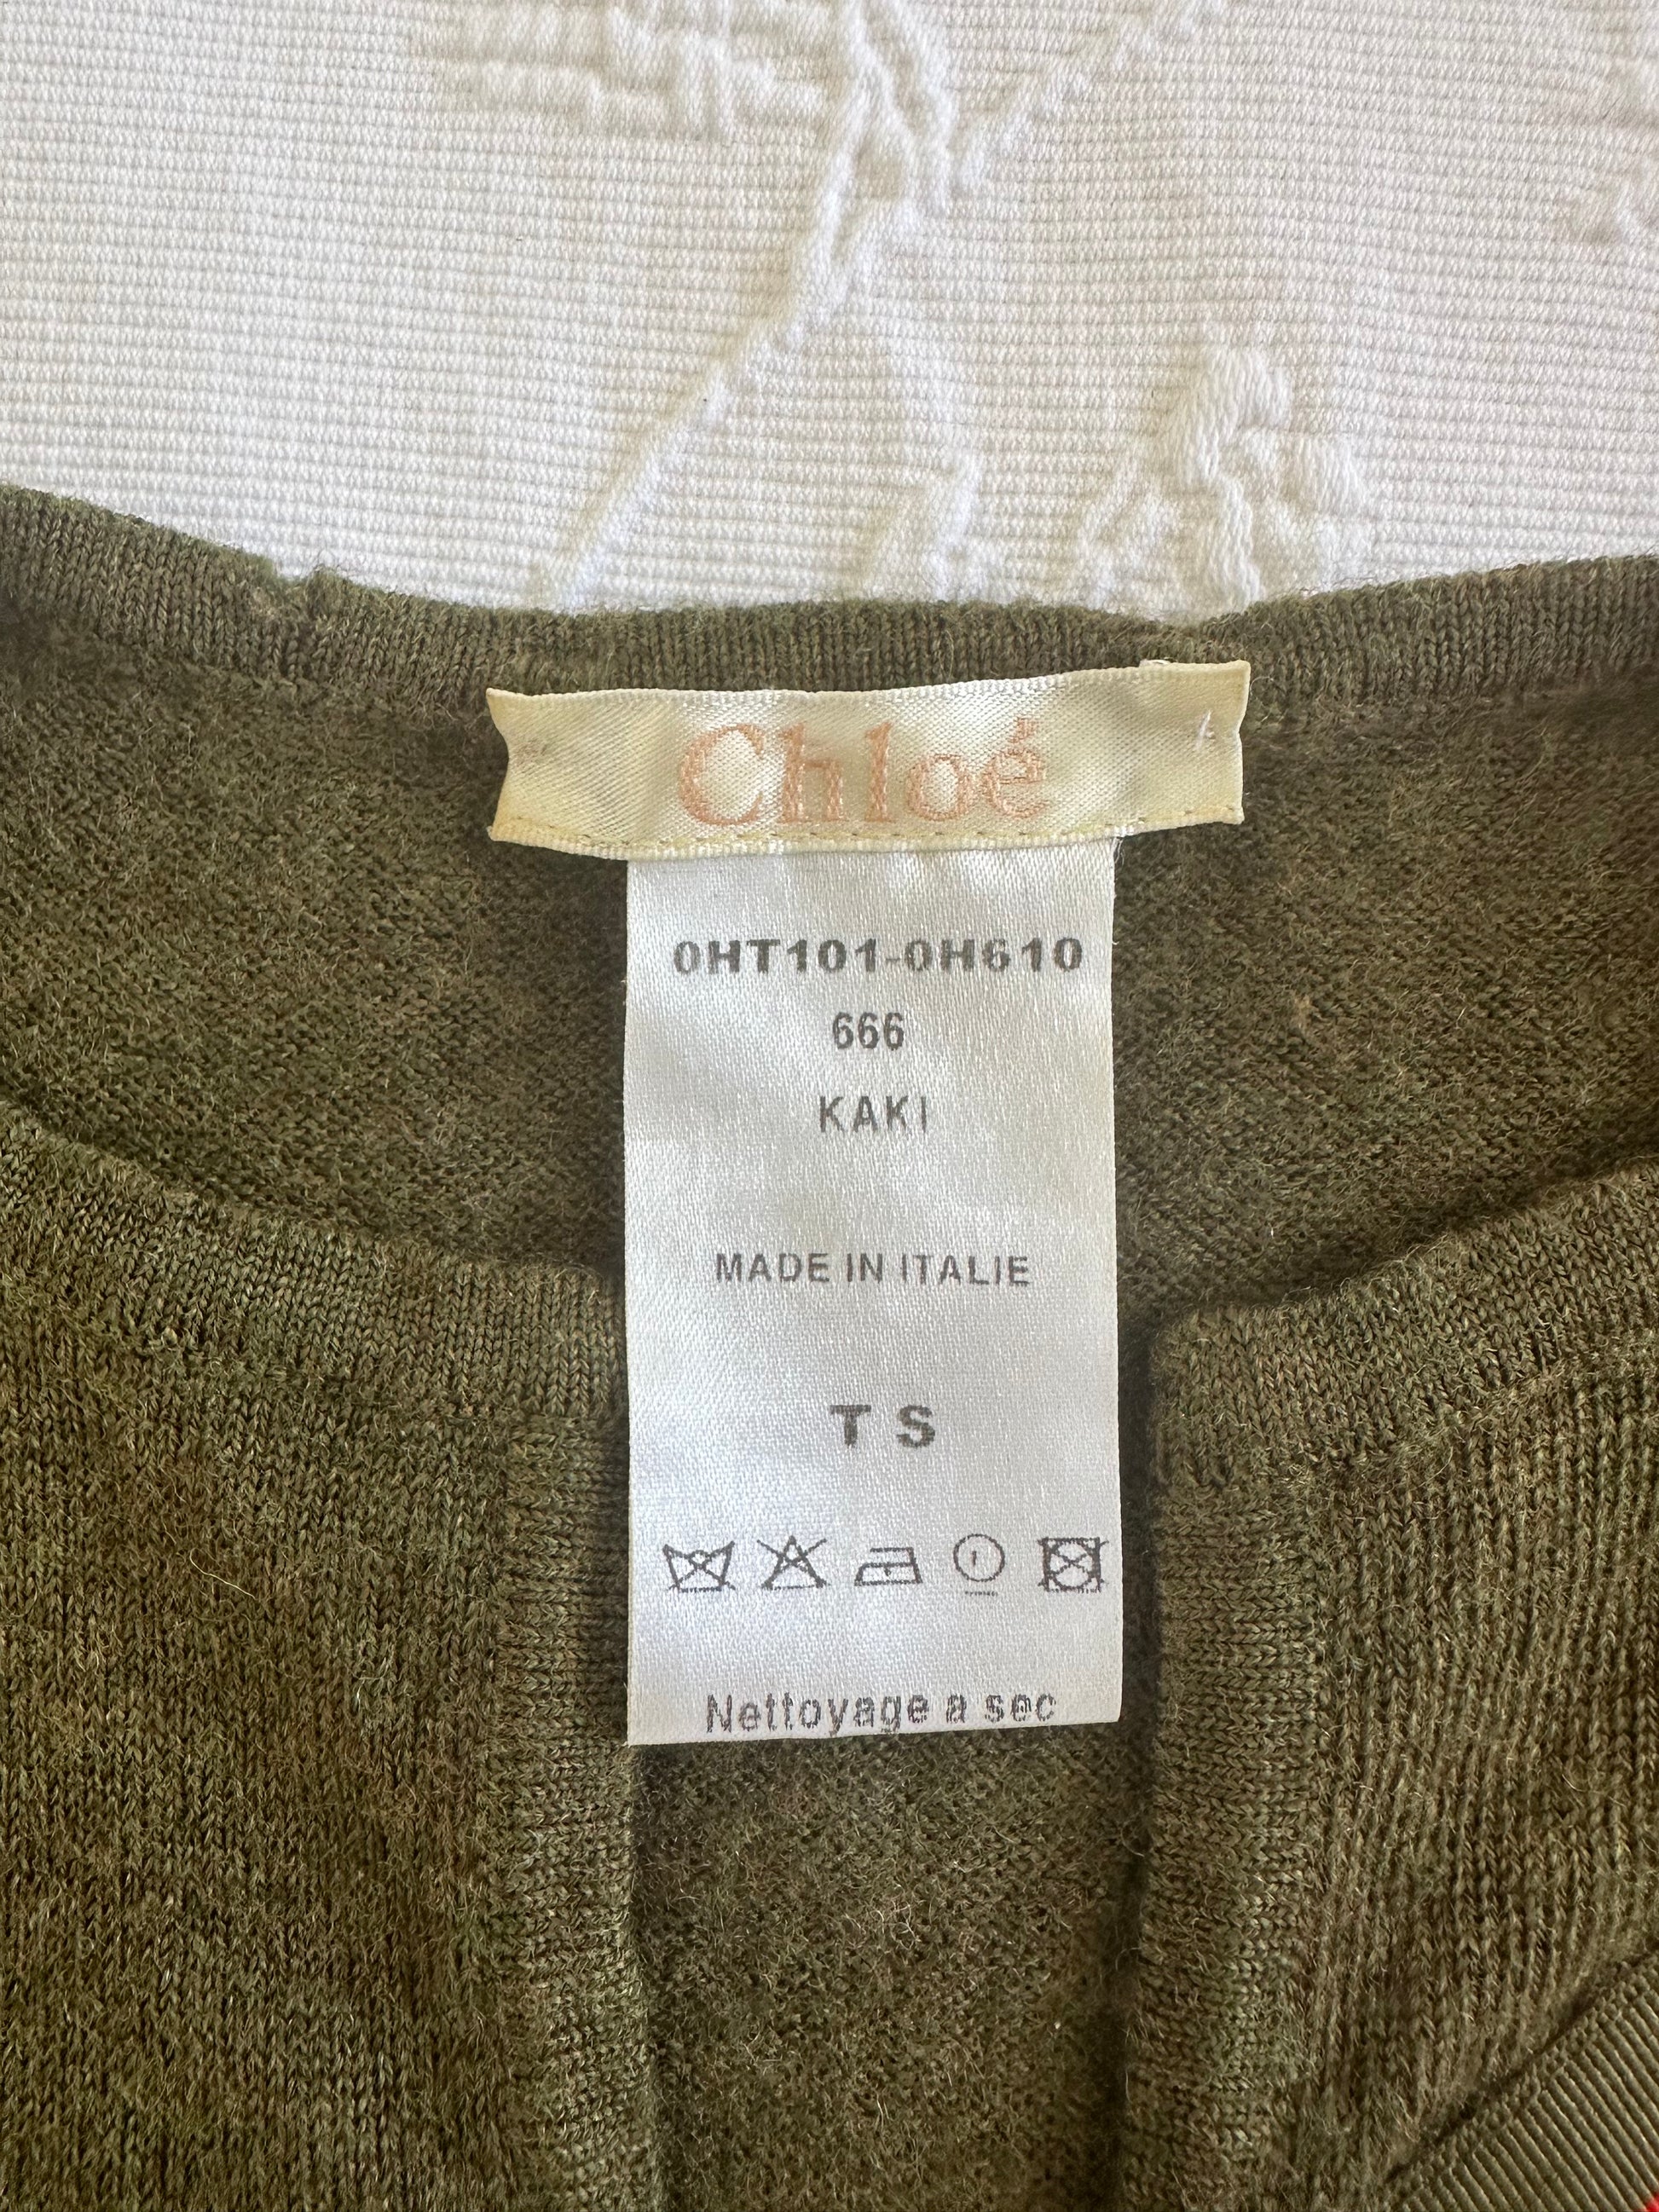 Chloé
0HT101-0H610
666
KAKI
MADE IN ITALIE
T S
Nettoyage a sec